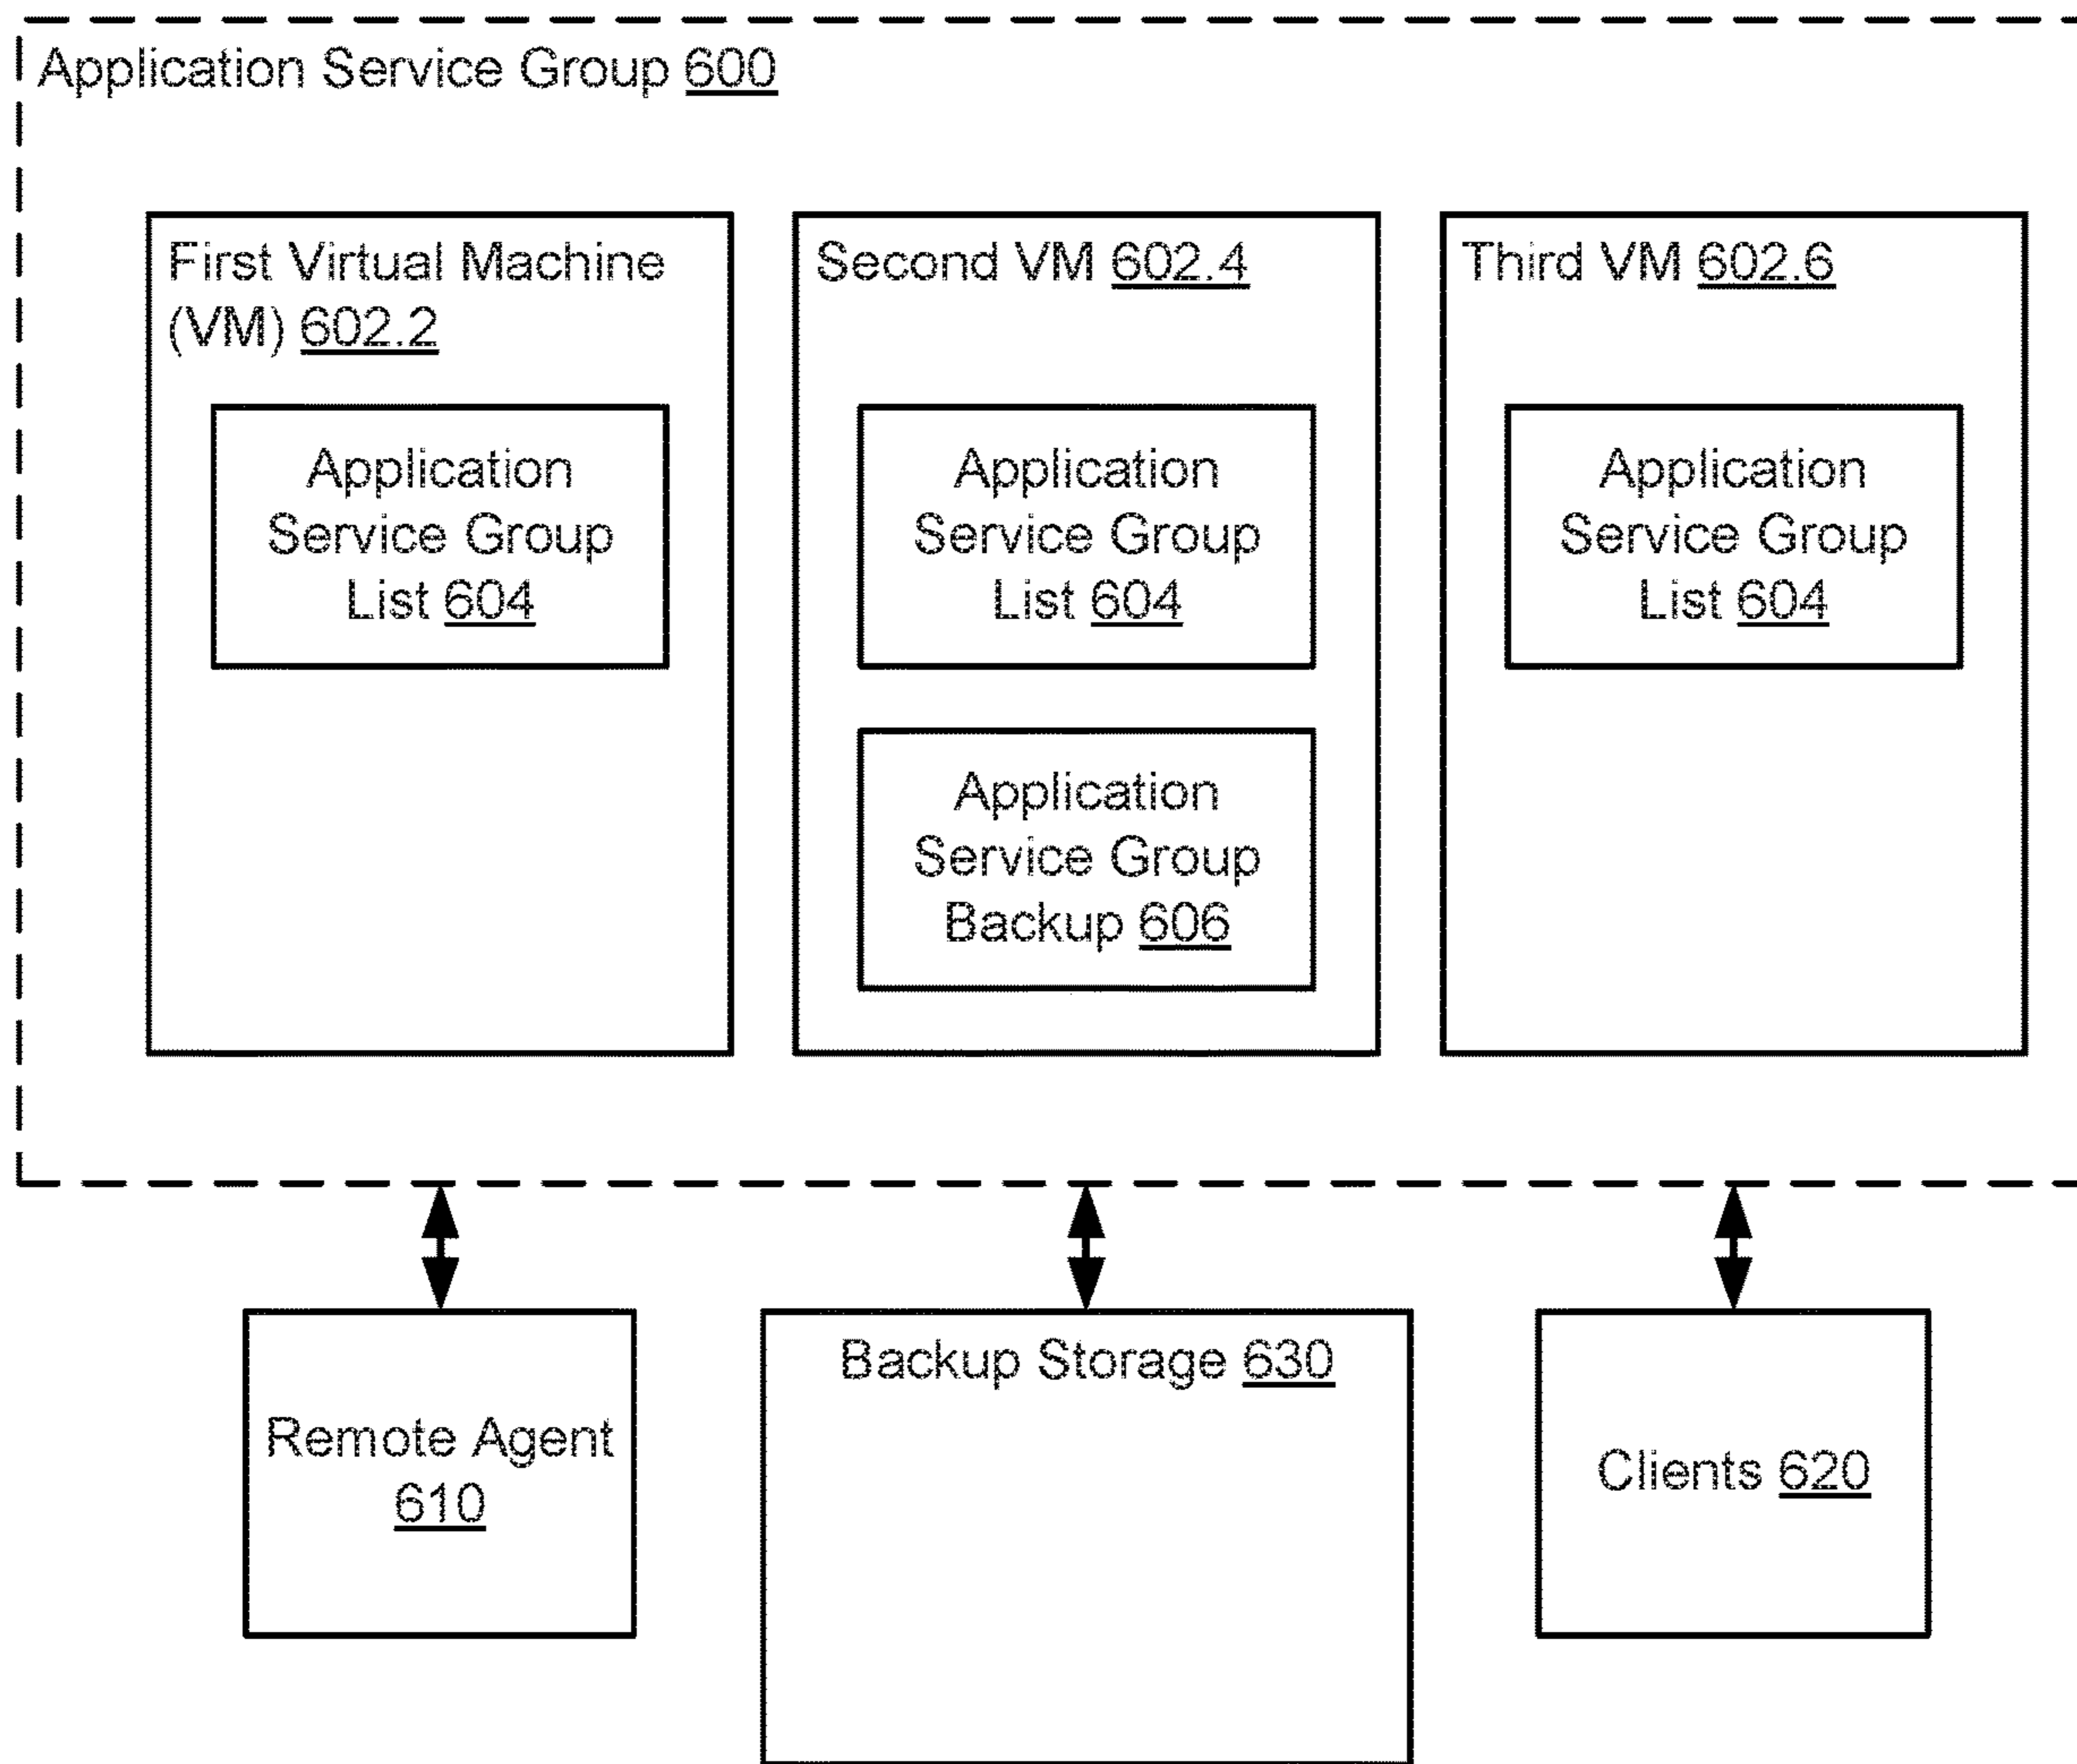 Application Service Group 600
First Virtual Machine
(VM) 602.2
Application
Service Group
List 604
Second VM 602.4
Application
Service Group
List 604
Application
Service Group
Backup 606
Third VM 602.6
Application
Service Group
List 604
Remote Agent
610
Backup Storage 630
Clients 620